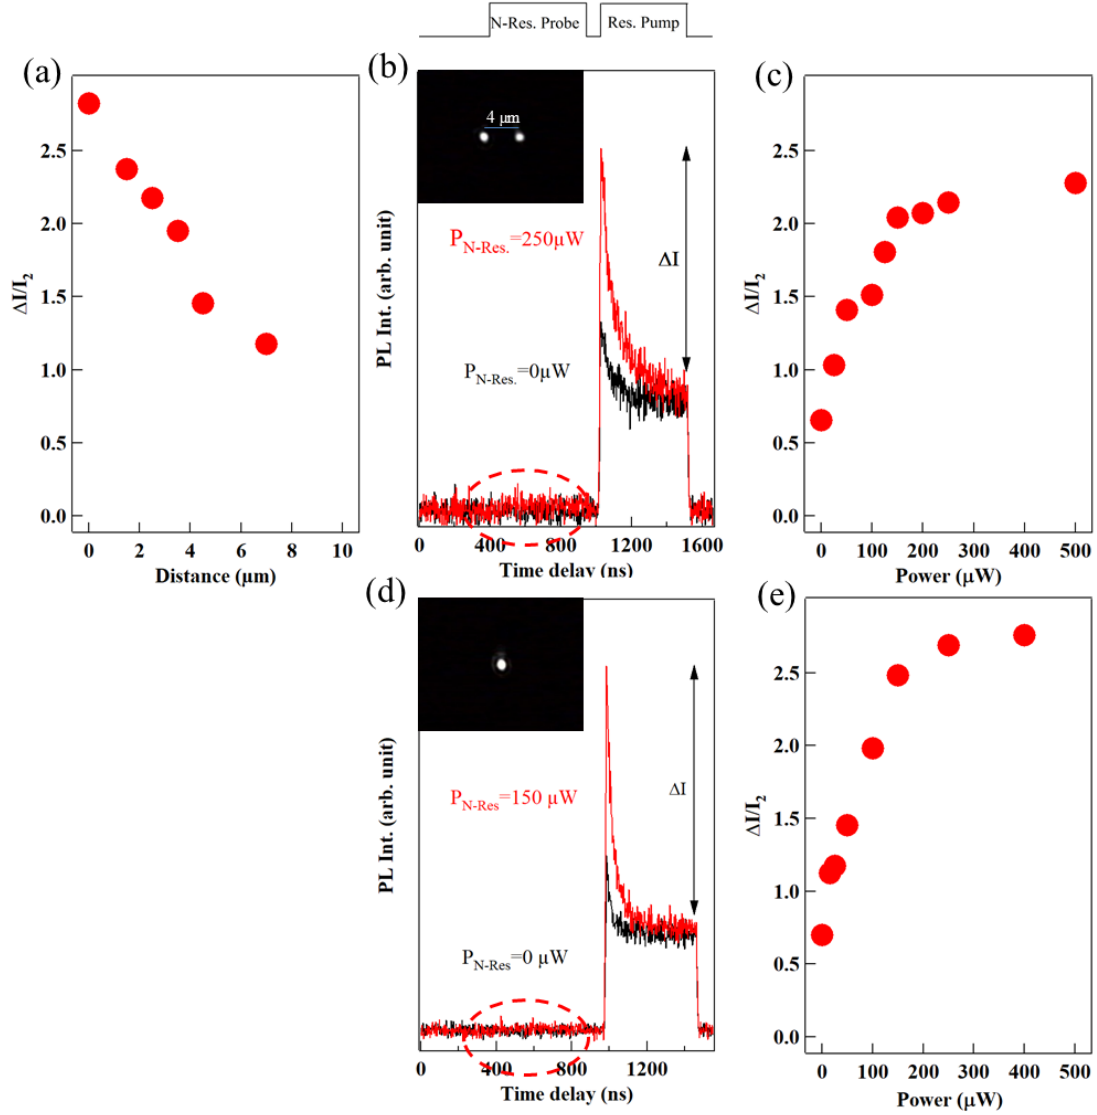 N-Res. Probe Res. Pump
(a)
2.5
2.0
1.5
1.0
0.5
0.0
ΔI/I2
0 2 4 6 8 10
Distance (μm)
(b)
4 μm
PN-Res.=250μW
ΔI
PN-Res.=0μW
PL Int. (arb. unit)
0 400 800 1200 1600
Time delay (ns)
(c)
2.5
2.0
1.5
1.0
0.5
0.0
ΔI/I2
0 100 200 300 400 500
Power (μW)
(d)
PN-Res=150 μW
ΔI
PN-Res=0 μW
PL Int. (arb. unit)
0 400 800 1200
Time delay (ns)
(e)
2.5
2.0
1.5
1.0
0.5
0.0
ΔI/I2
0 100 200 300 400 500
Power (μW)